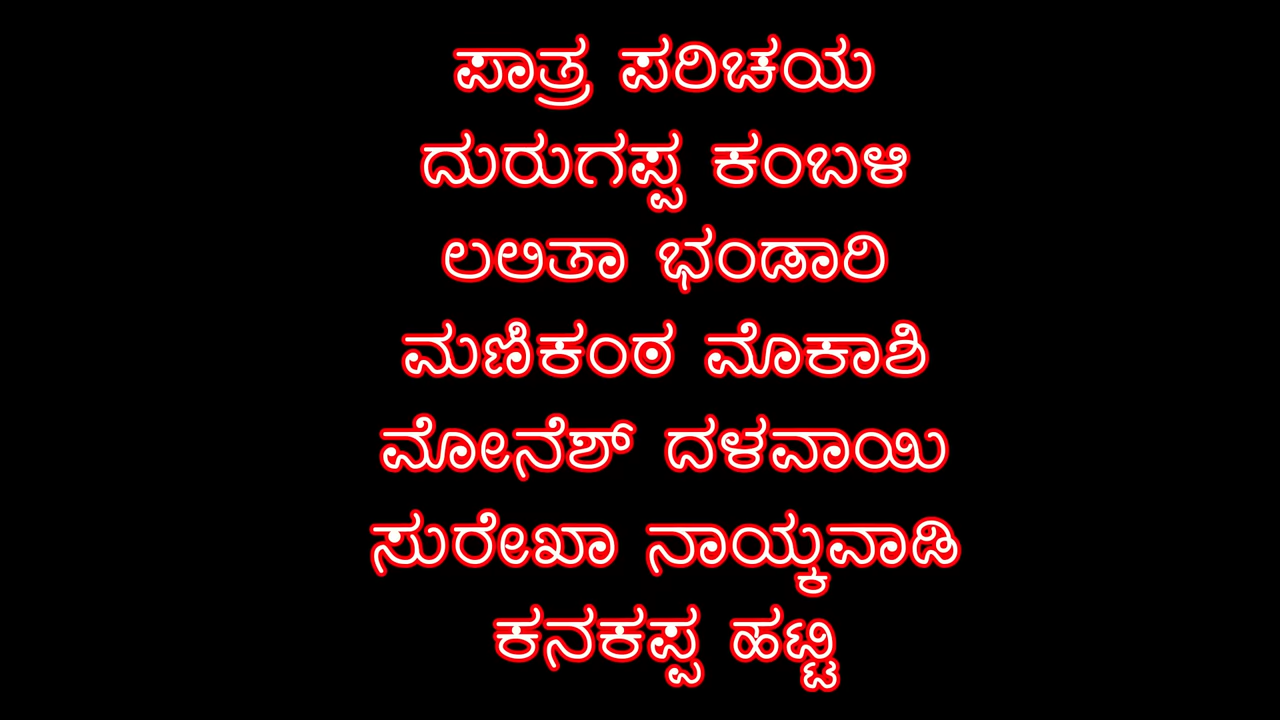 ಪಾತ್ರ ಪರಿಚಯ
ದುರುಗಪ್ಪ ಕಂಬಳಿ
ಲಲಿತಾ ಭಂಡಾರಿ
ಮಣಿಕಂಠ ಮೊಕಾಶಿ
ಮೋನೆಶ್ ದಳವಾಯಿ
ಸುರೇಖಾ ನಾಯ್ಕವಾಡಿ
ಕನಕಪ್ಪ ಹಟ್ಟಿ